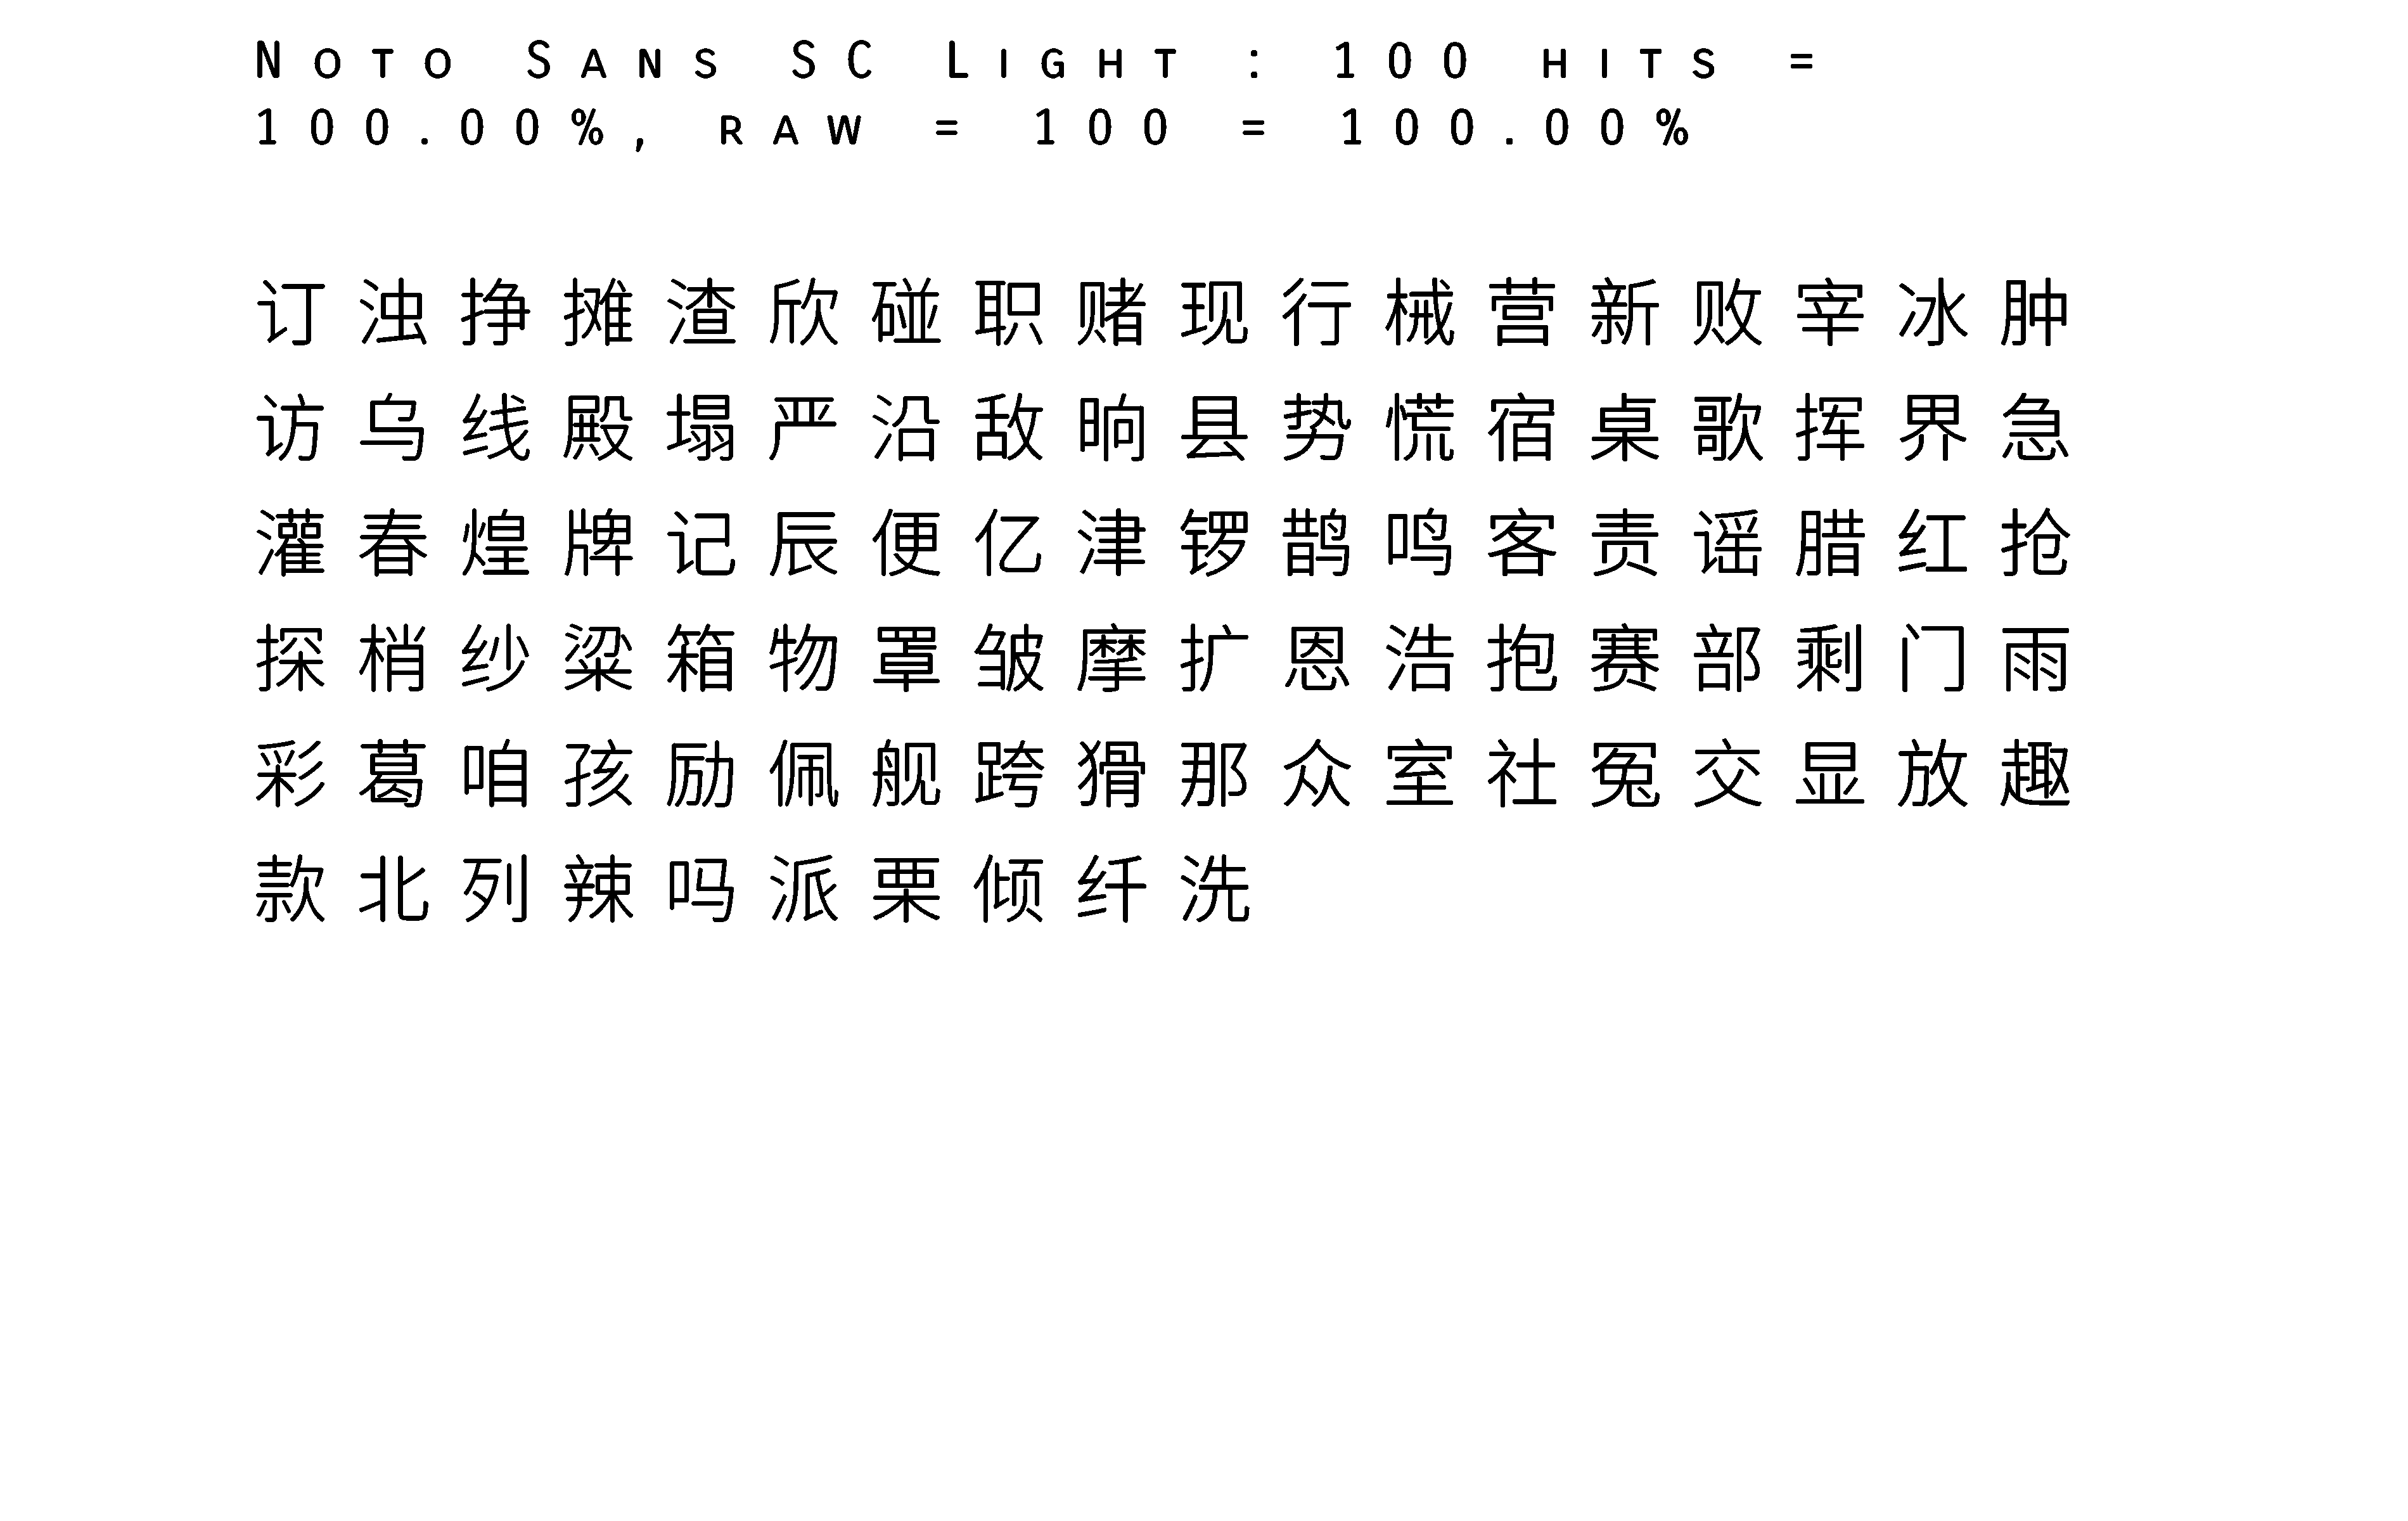 Noto Sans SC Light : 100 hits =
100.00%, raw = 100 = 100.00%
订浊挣摊渣欣碰职赌现行械营新败宰冰肿
访乌线殿塌严沿敌晌县势慌宿桌歌挥界急
灌春煌牌记辰便亿津锣鹊鸣客责谣腊红抢
探梢纱粱箱物罩皱摩扩恩浩抱赛部剩门雨
彩葛咱孩励佩舰跨猾那众室社冤交显放趣
款北列辣吗派栗倾纤洗